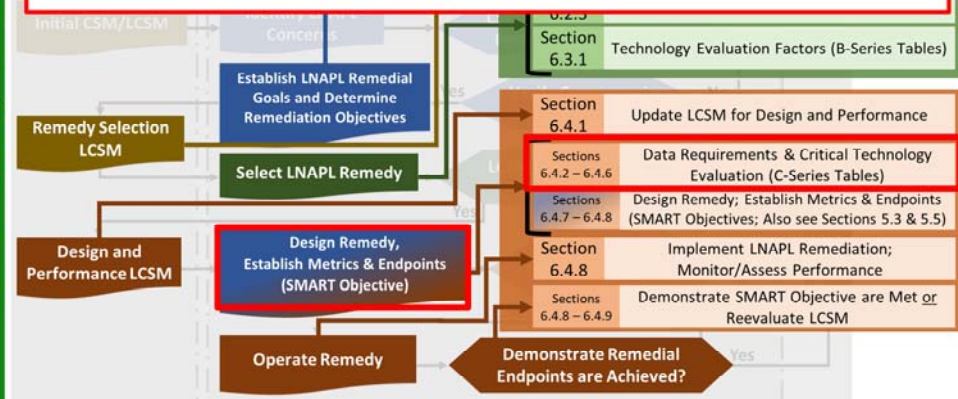 Initial CSM/LCSM
Concerns
6.2.3
Section
6.3.1
Technology Evaluation Factors (B-Series Tables)
Establish LNAPL Remedial
Goals and Determine
Remediation Objectives
Yes
Remedy Selection
LCSM
Section
6.4.1
Update LCSM for Design and Performance
Select LNAPL Remedy
Sections
6.4.2 – 6.4.6
Data Requirements & Critical Technology
Evaluation (C-Series Tables)
Yes
Sections
6.4.7 – 6.4.8
Design Remedy; Establish Metrics & Endpoints
(SMART Objectives; Also see Sections 5.3 & 5.5)
Design and
Performance LCSM
Design Remedy,
Establish Metrics & Endpoints
(SMART Objective)
Section
6.4.8
Implement LNAPL Remediation;
Monitor/Assess Performance
Sections
6.4.8 – 6.4.9
Demonstrate SMART Objective are Met or
Reevaluate LCSM
Operate Remedy
Demonstrate Remedial
Endpoints are Achieved?
Yes